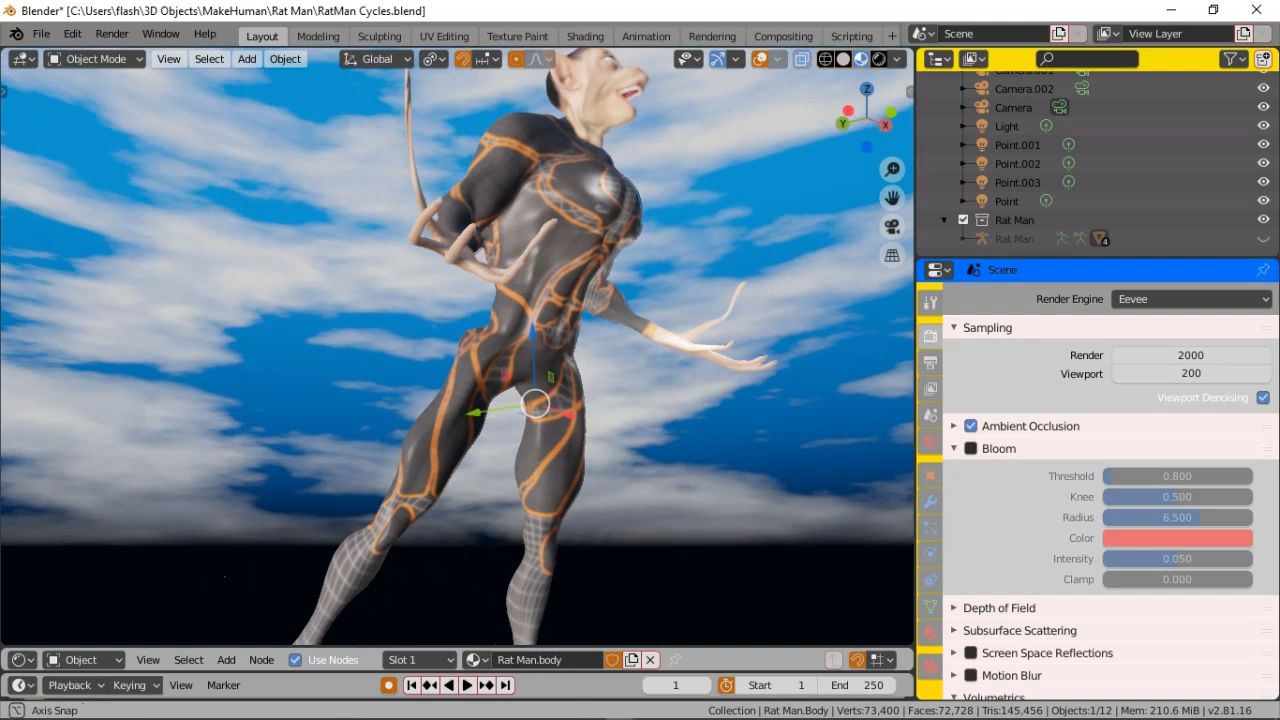 Blender* [C:\Users\flash\3D Objects\MakeHuman\Rat Man\RatMan Cycles.blend]
File Edit Render Window Help Layout Modeling Sculpting UV Editing Texture Paint Shading Animation Rendering Compositing Scripting + Scene View Layer
Object Mode View Select Add Object Global
Camera.001
Camera.002
Camera
Light
Point.001
Point.002
Point.003
Point
Rat Man
Rat Man 4
Z
Y X
Scene
Render Engine Eevee
Sampling
Render 2000
Viewport 200
Viewport Denoising
Ambient Occlusion
Bloom
Threshold 0.800
Knee 0.500
Radius 6.500
Color
Intensity 0.050
Clamp 0.000
Depth of Field
Subsurface Scattering
Screen Space Reflections
Motion Blur
Volumetrics
Object View Select Add Node Use Nodes Slot 1 Rat Man.body
Playback Keying View Marker 1 Start 1 End 250
Axis Snap Collection | Rat Man.Body | Verts:73,400 | Faces:72,728 | Tris:145,456 | Objects:1/12 | Mem: 210.6 MiB | v2.81.16